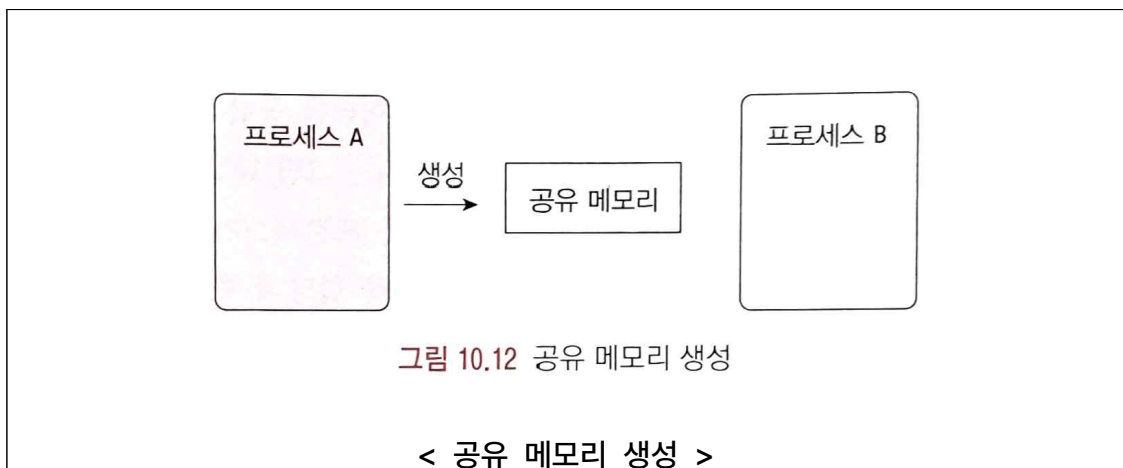 프로세스 A
생성
공유 메모리
프로세스 B
그림 10.12 공유 메모리 생성
< 공유 메모리 생성 >